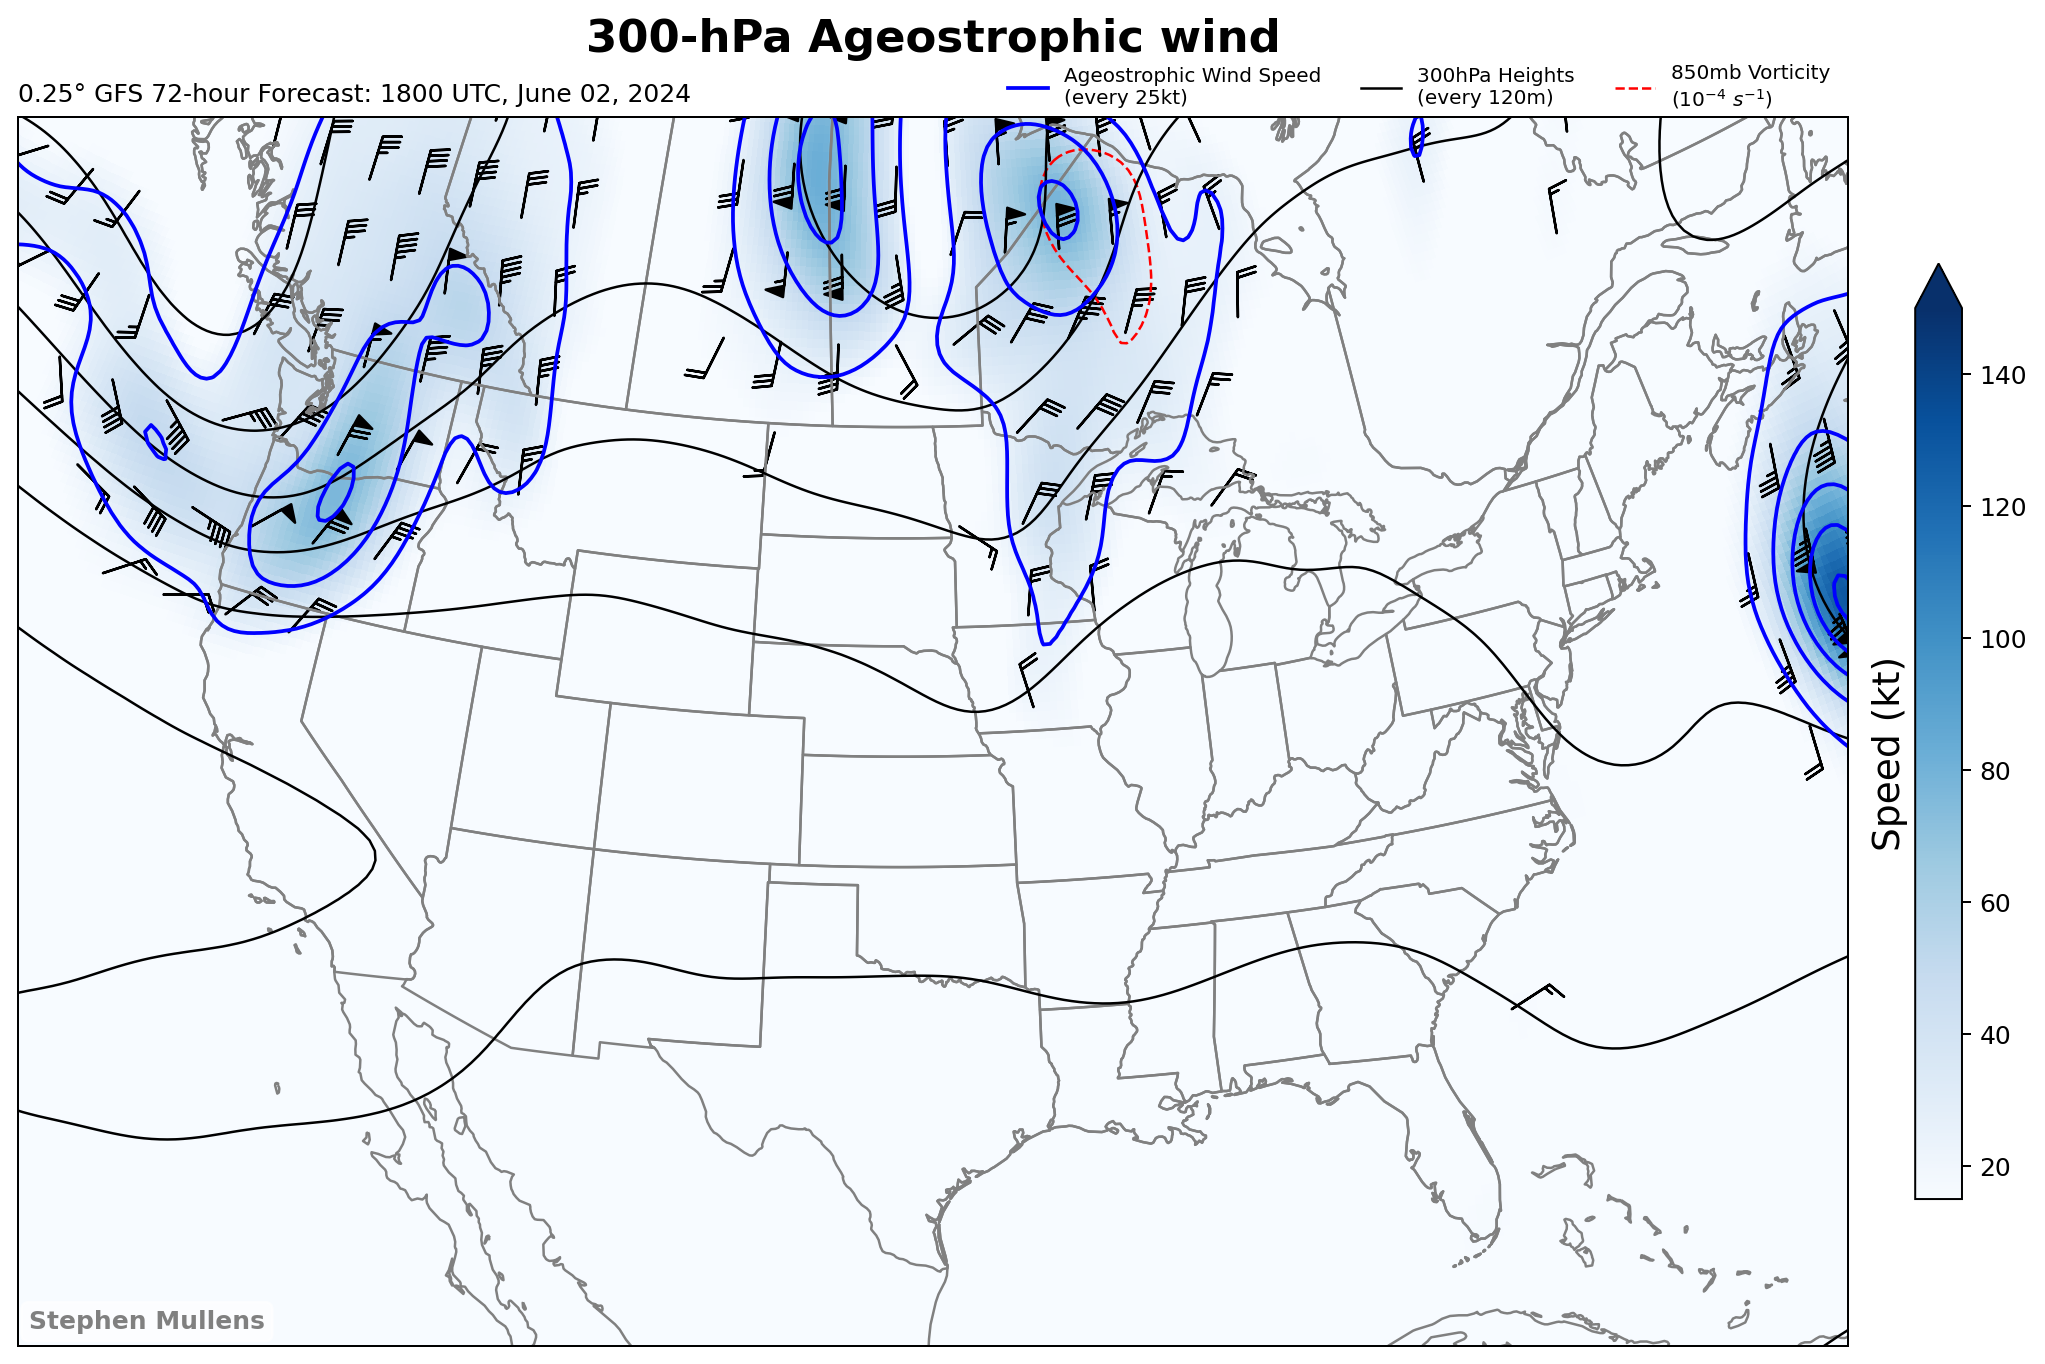 300-hPa Ageostrophic wind
0.25° GFS 72-hour Forecast: 1800 UTC, June 02, 2024
Ageostrophic Wind Speed
(every 25kt)
300hPa Heights
(every 120m)
850mb Vorticity
(10⁻⁴ s⁻¹)
140
120
100
80
60
40
20
Speed (kt)
Stephen Mullens